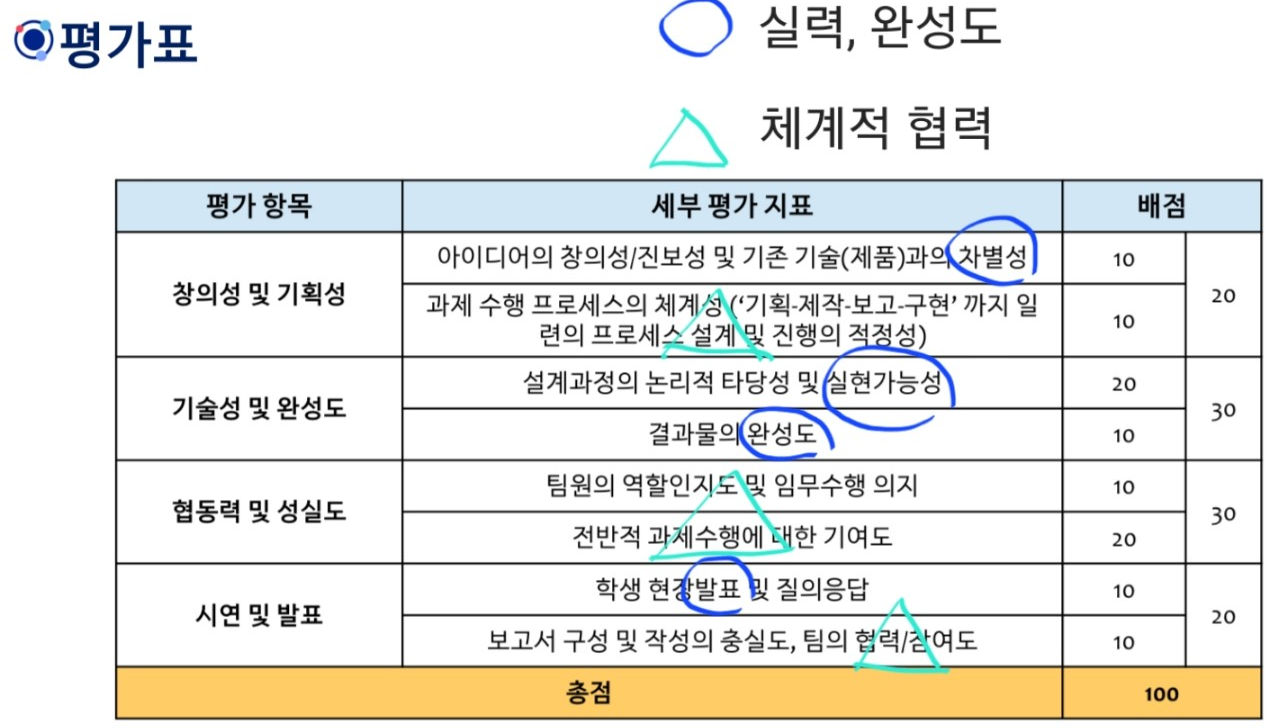 평가표
실력, 완성도
체계적 협력
평가 항목 세부 평가 지표 배점
창의성 및 기획성
아이디어의 창의성/진보성 및 기존 기술(제품)과의 차별성 10
20
과제 수행 프로세스의 체계성 (‘기획-제작-보고-구현’ 까지 일
련의 프로세스 설계 및 진행의 적정성) 10
기술성 및 완성도
설계과정의 논리적 타당성 및 실현가능성 20
30
결과물의 완성도 10
협동력 및 성실도
팀원의 역할인지도 및 임무수행 의지 10
30
전반적 과제수행에 대한 기여도 20
시연 및 발표
학생 현장발표 및 질의응답 10
20
보고서 구성 및 작성의 충실도, 팀의 협력/참여도 10
총점 100